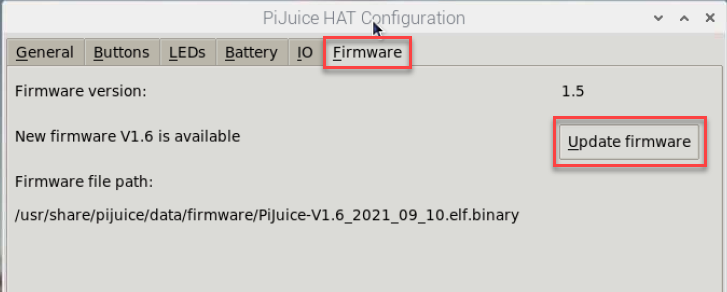 PiJuice HAT Configuration
General Buttons LEDs Battery IO Firmware
Firmware version: 1.5
New firmware V1.6 is available Update firmware
Firmware file path:
/usr/share/pijuice/data/firmware/PiJuice-V1.6_2021_09_10.elf.binary